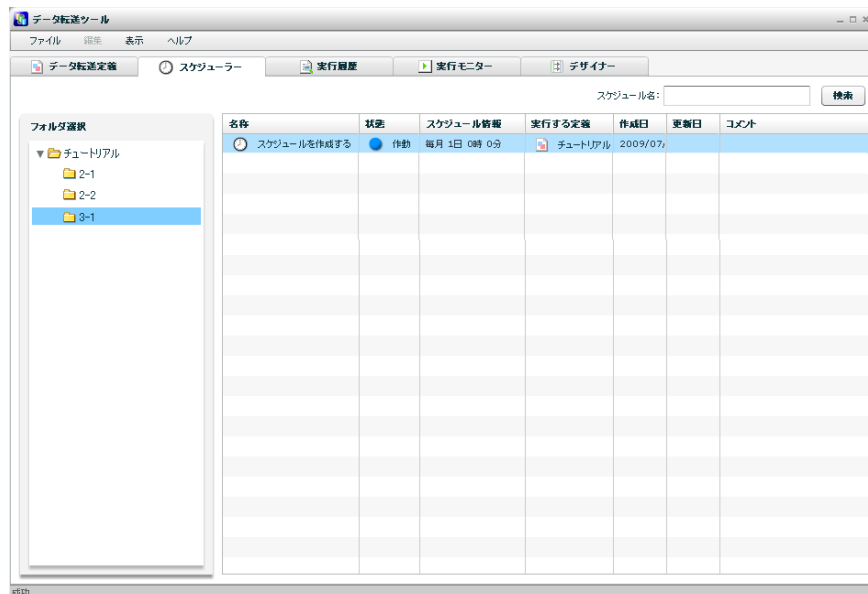 データ転送ツール
ファイル 編集 表示 ヘルプ
データ転送定義 スケジューラー 実行履歴 実行モニター デザイナー
スケジュール名: 検索
フォルダ選択
名称 状態 スケジュール情報 実行する定義 作成日 更新日 コメント
スケジュールを作成する 作動 毎月 1日 0時 0分 チュートリアル 2009/07/
チュートリアル
2-1
2-2
3-1
成功